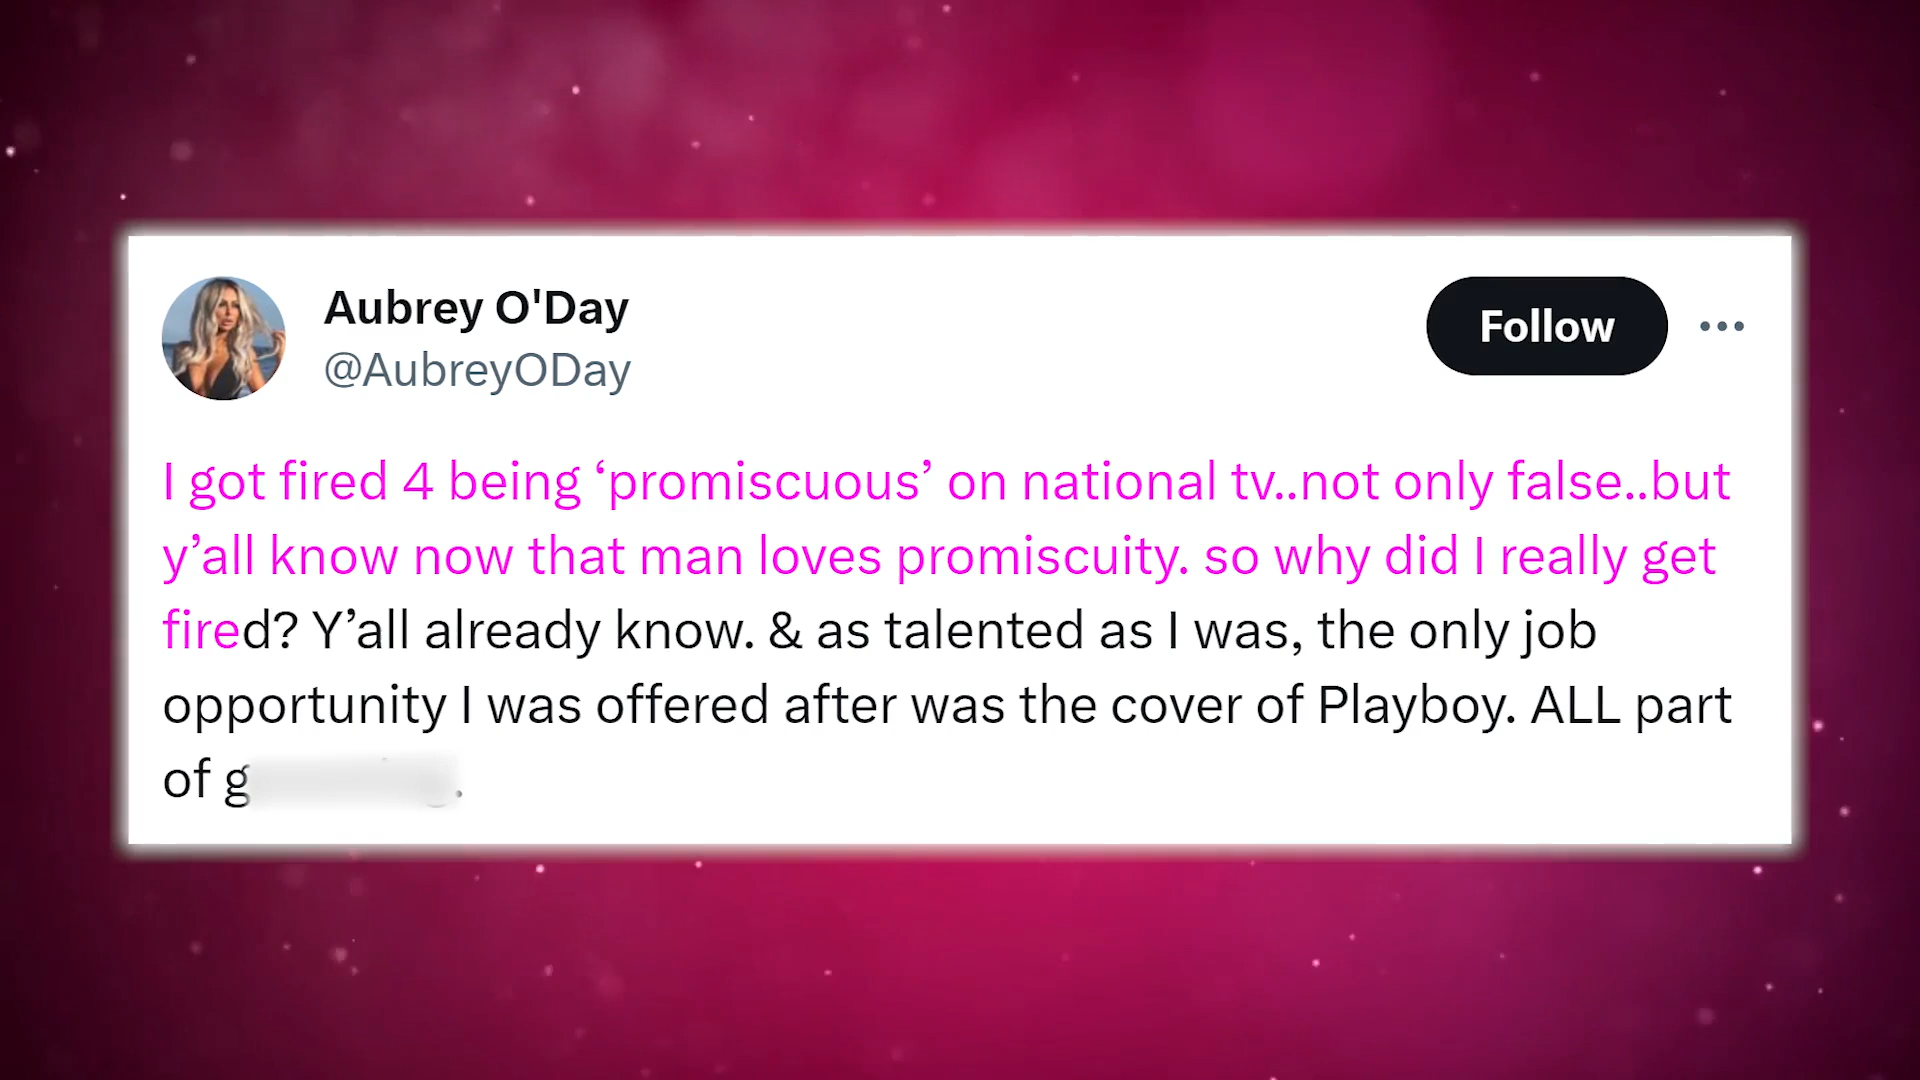 Aubrey O'Day
@AubreyODay
Follow
I got fired 4 being ‘promiscuous’ on national tv..not only false..but
y’all know now that man loves promiscuity. so why did I really get
fired? Y’all already know. & as talented as I was, the only job
opportunity I was offered after was the cover of Playboy. ALL part
of